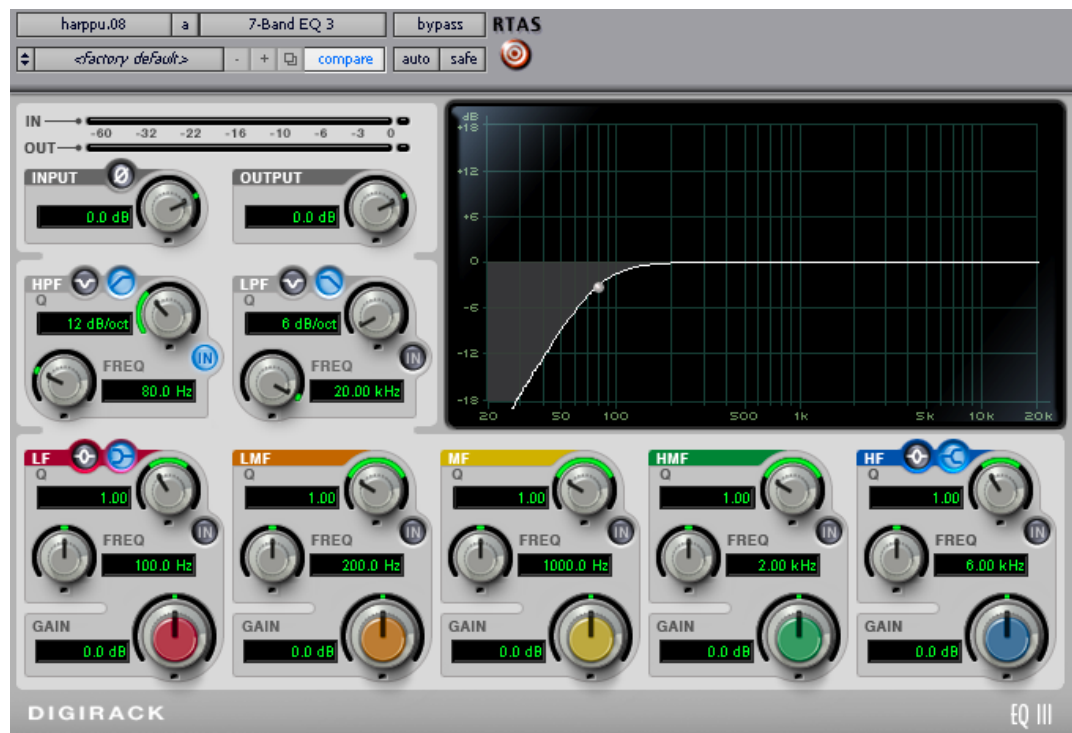 harppu.08 a 7-Band EQ 3 bypass RTAS
<factory default> - + compare auto safe
IN
-60 -32 -22 -16 -10 -6 -3 0
OUT
INPUT Ø OUTPUT
0.0 dB 0.0 dB
HPF LPF
Q Q
12 dB/oct 6 dB/oct
IN IN
FREQ FREQ
80.0 Hz 20.00 kHz
dB
+18
+12
+6
0
-6
-12
-18
20 50 100 500 1k 5k 10k 20k
LF LMF MF HMF HF
Q Q Q Q Q
1.00 1.00 1.00 1.00 1.00
IN IN IN IN IN
FREQ FREQ FREQ FREQ FREQ
100.0 Hz 200.0 Hz 1000.0 Hz 2.00 kHz 6.00 kHz
GAIN GAIN GAIN GAIN GAIN
0.0 dB 0.0 dB 0.0 dB 0.0 dB 0.0 dB
DIGIRACK EQ III